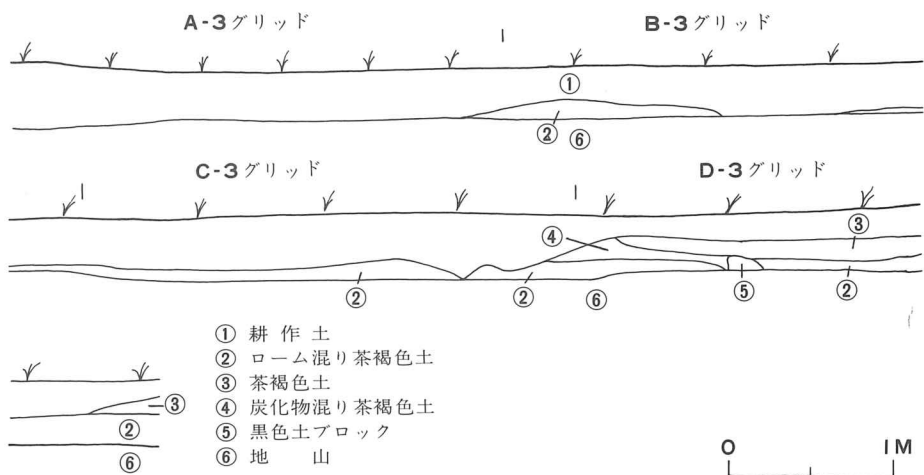 A-3グリッド B-3グリッド
①
② ⑥
C-3グリッド D-3グリッド
③
④
② ② ⑥ ⑤ ②
① 耕作土
② ローム混り茶褐色土
③ 茶褐色土
④ 炭化物混り茶褐色土
⑤ 黒色土ブロック
⑥ 地山
③
②
⑥
0 1M